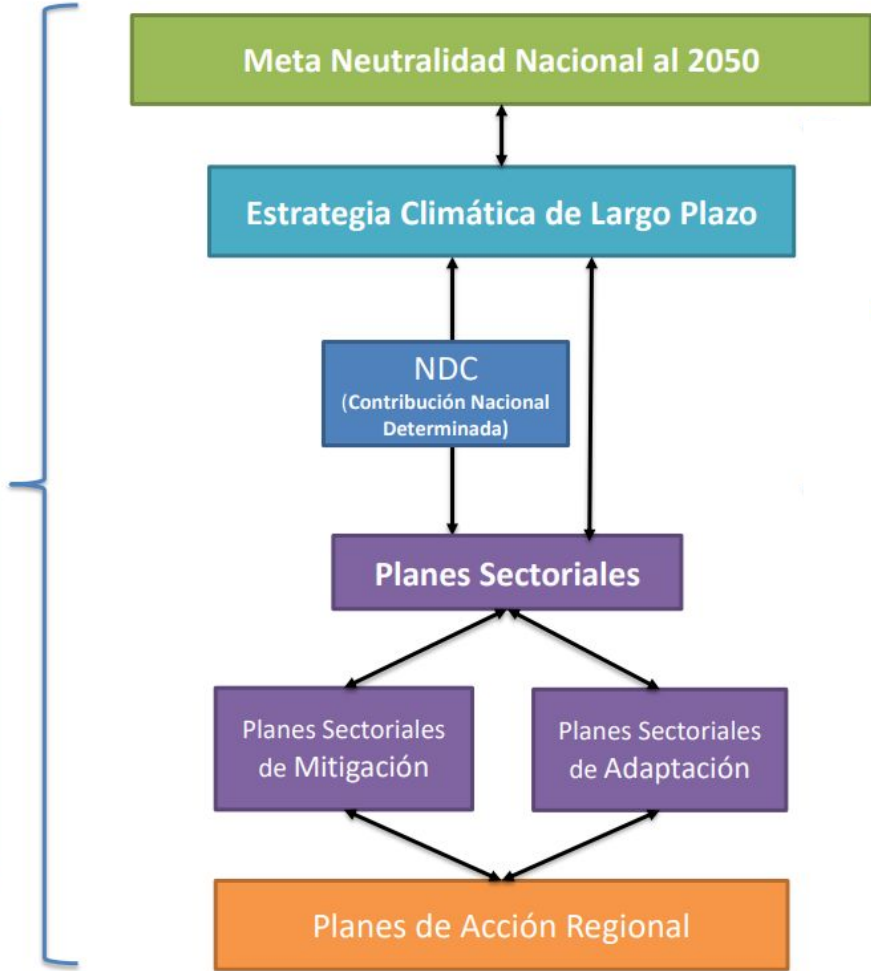 Meta Neutralidad Nacional al 2050
Estrategia Climática de Largo Plazo
NDC
(Contribución Nacional
Determinada)
Planes Sectoriales
Planes Sectoriales
de Mitigación
Planes Sectoriales
de Adaptación
Planes de Acción Regional